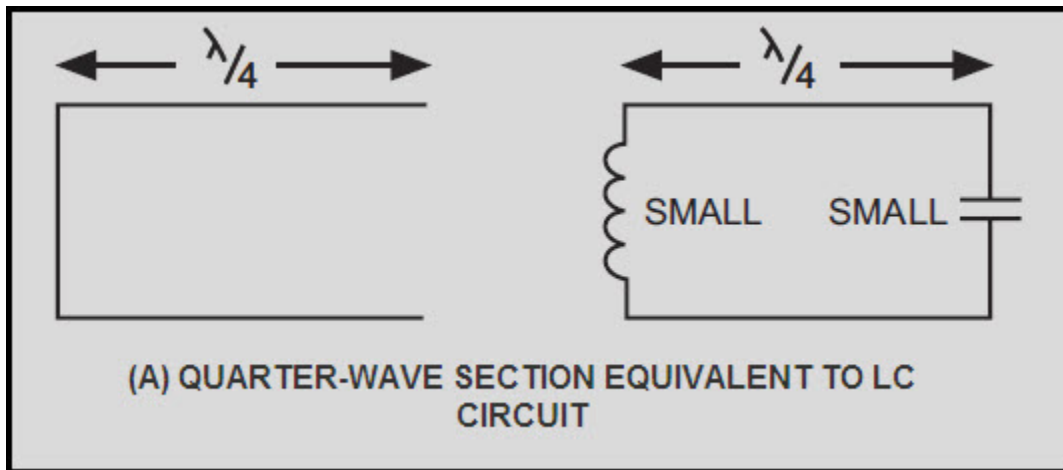 λ/4
λ/4
SMALL SMALL
(A) QUARTER-WAVE SECTION EQUIVALENT TO LC
CIRCUIT